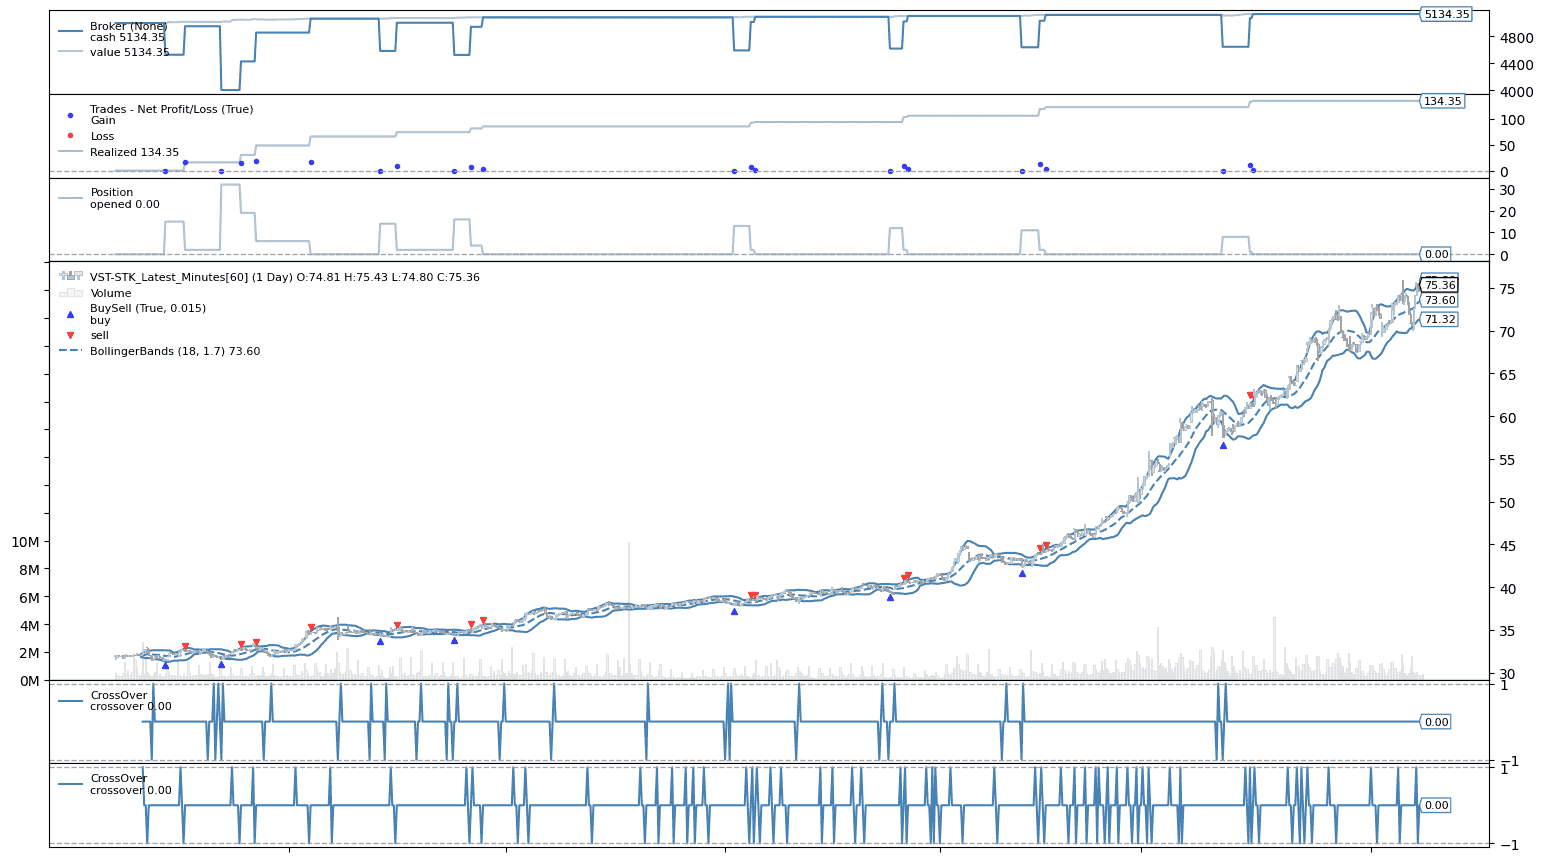 Broker (None)
cash 5134.35
value 5134.35
5134.35
4800
4400
4000
Trades - Net Profit/Loss (True)
Gain
Loss
Realized 134.35
134.35
100
50
0
Position
opened 0.00
30
20
10
0
0.00
VST-STK_Latest_Minutes[60] (1 Day) O:74.81 H:75.43 L:74.80 C:75.36
Volume
BuySell (True, 0.015)
buy
sell
BollingerBands (18, 1.7) 73.60
75.36
73.60
71.32
75
70
65
60
55
50
45
40
35
30
10M
8M
6M
4M
2M
0M
CrossOver
crossover 0.00
1
0.00
−1
CrossOver
crossover 0.00
1
0.00
−1